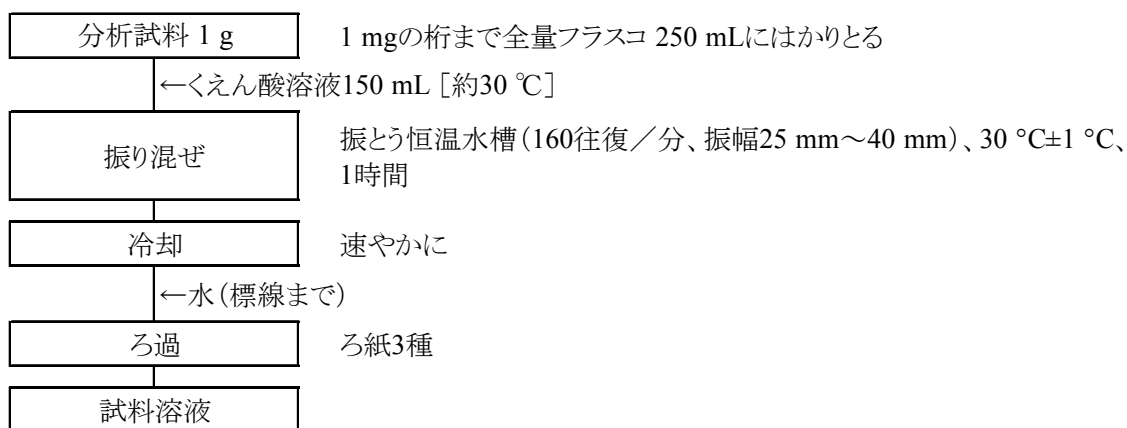 分析試料 1 g
1 mgの桁まで全量フラスコ 250 mLにはかりとる
←くえん酸溶液150 mL［約30 ℃］
振り混ぜ
振とう恒温水槽（160往復／分、振幅25 mm～40 mm）、30 °C±1 °C、
1時間
冷却
速やかに
←水（標線まで）
ろ過
ろ紙3種
試料溶液